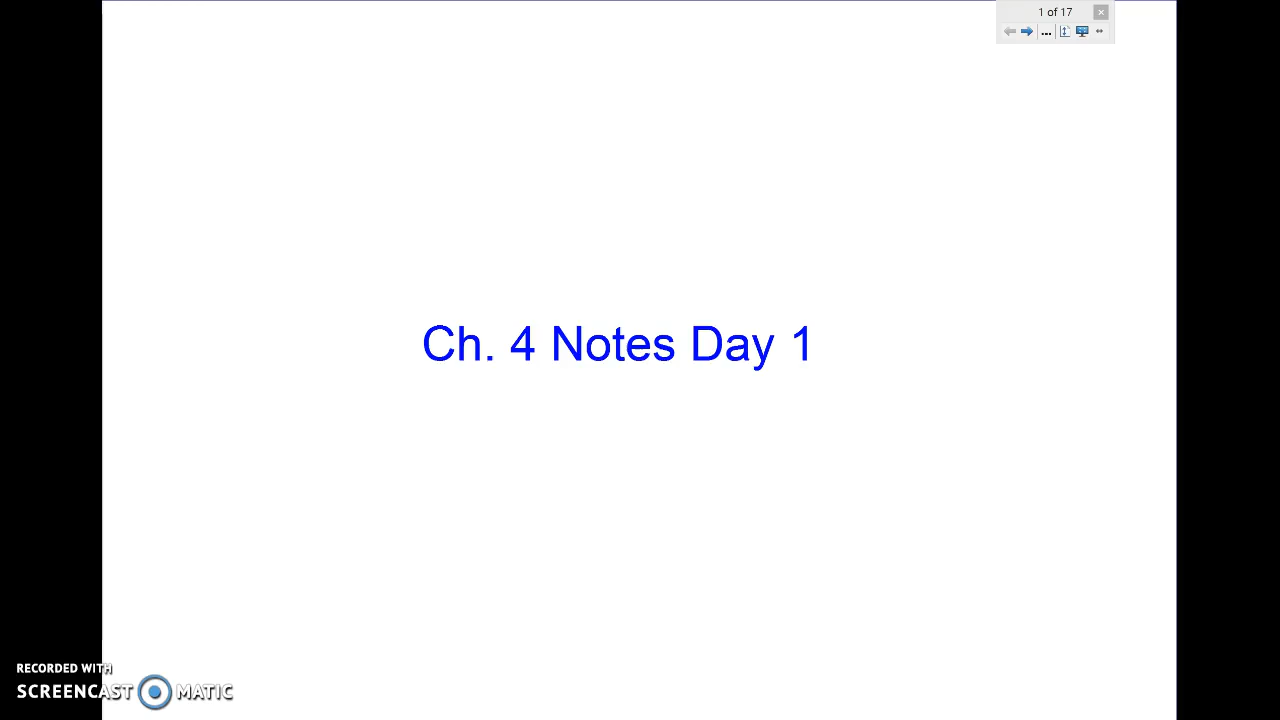 1 of 17
Ch. 4 Notes Day 1
RECORDED WITH
SCREENCAST MATIC